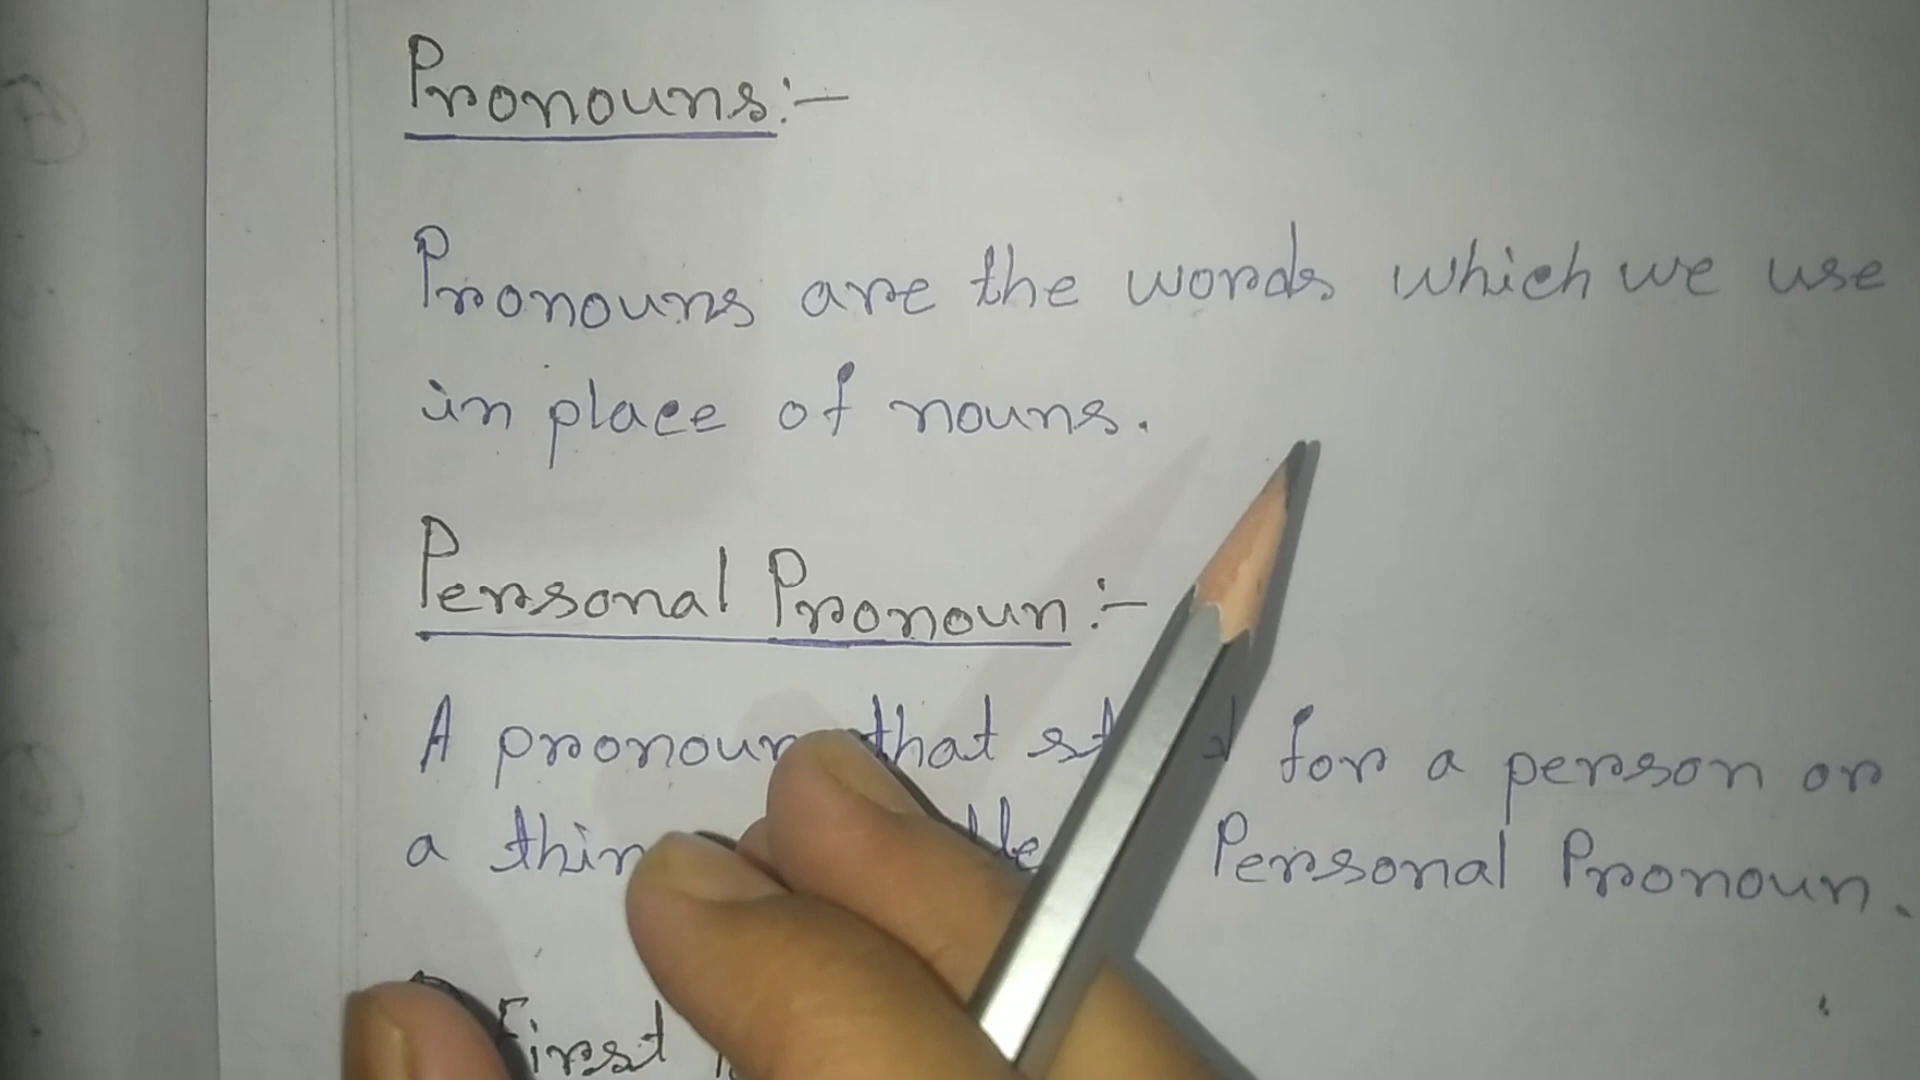 Pronouns:-
Pronouns are the words which we use
in place of nouns.
Personal Pronoun:-
A pronoun that for a person or
a Personal Pronoun.
First